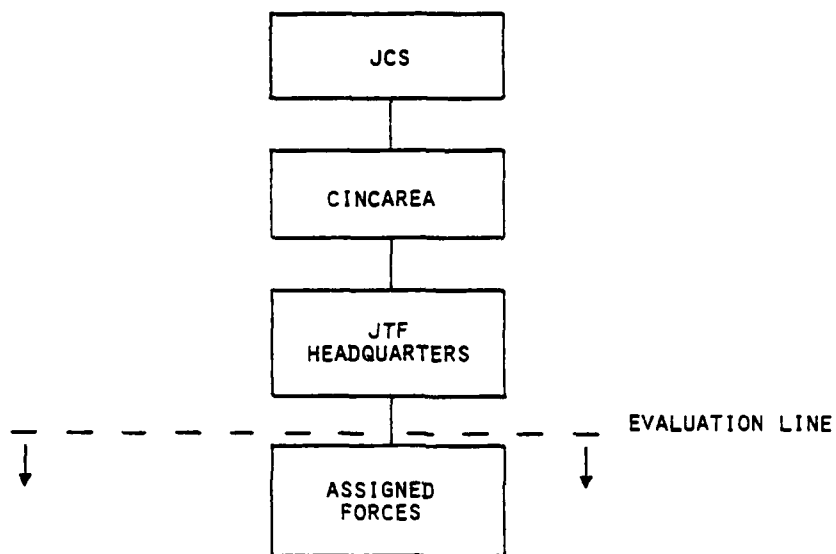 JCS
CINCAREA
JTF
HEADQUARTERS
EVALUATION LINE
ASSIGNED
FORCES